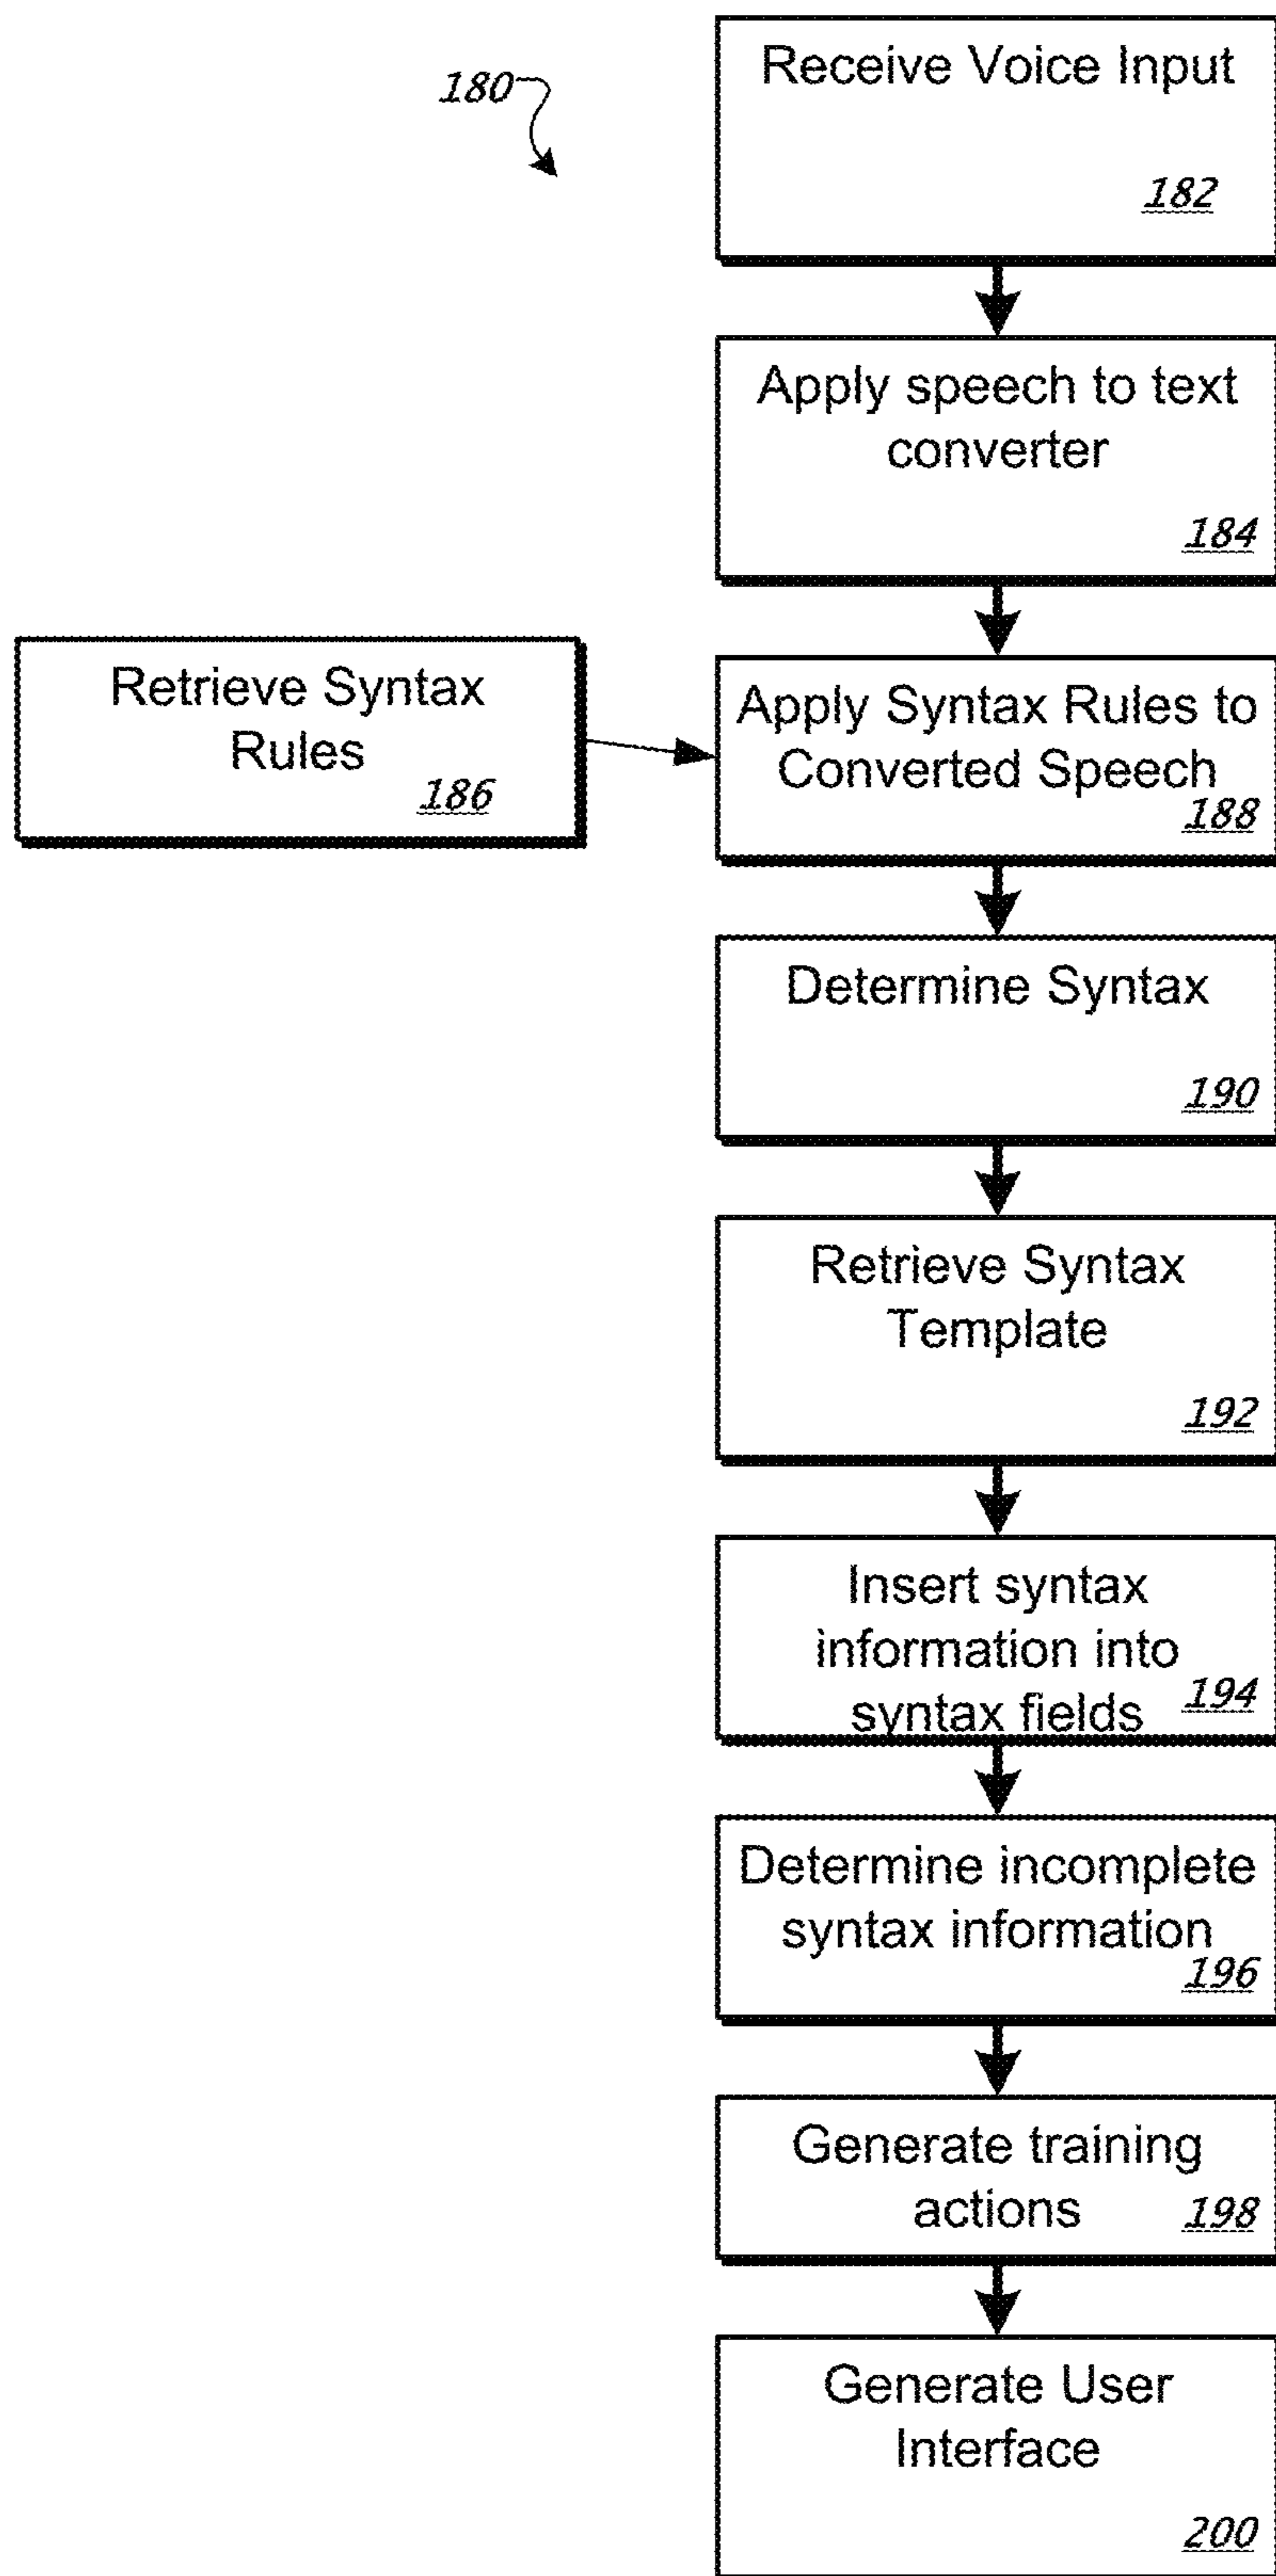 180
Receive Voice Input
182
Apply speech to text
converter
184
Retrieve Syntax
Rules
186
Apply Syntax Rules to
Converted Speech
188
Determine Syntax
190
Retrieve Syntax
Template
192
Insert syntax
information into
syntax fields
194
Determine incomplete
syntax information
196
Generate training
actions
198
Generate User
Interface
200